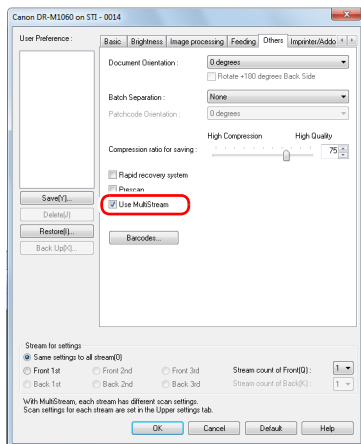 Canon DR-M1060 on STI - 0014
User Preference :
Basic Brightness Image processing Feeding Others Imprinter/Addo
Document Orientation : 0 degrees
Rotate +180 degrees Back Side
Batch Separation : None
Patchcode Orientation : 0 degrees
High Compression High Quality
Compression ratio for saving : 75
Rapid recovery system
Prescan
Use MultiStream
Barcodes...
Save(Y)...
Delete(J)
Restore(I)...
Back Up(K)...
Stream for settings
Same settings to all stream(O)
Front 1st Front 2nd Front 3rd Stream count of Front(Q) : 1
Back 1st Back 2nd Back 3rd Stream count of Back(K) : 1
With MultiStream, each stream has different scan settings.
Scan settings for each stream are set in the Upper settings tab.
OK Cancel Default Help